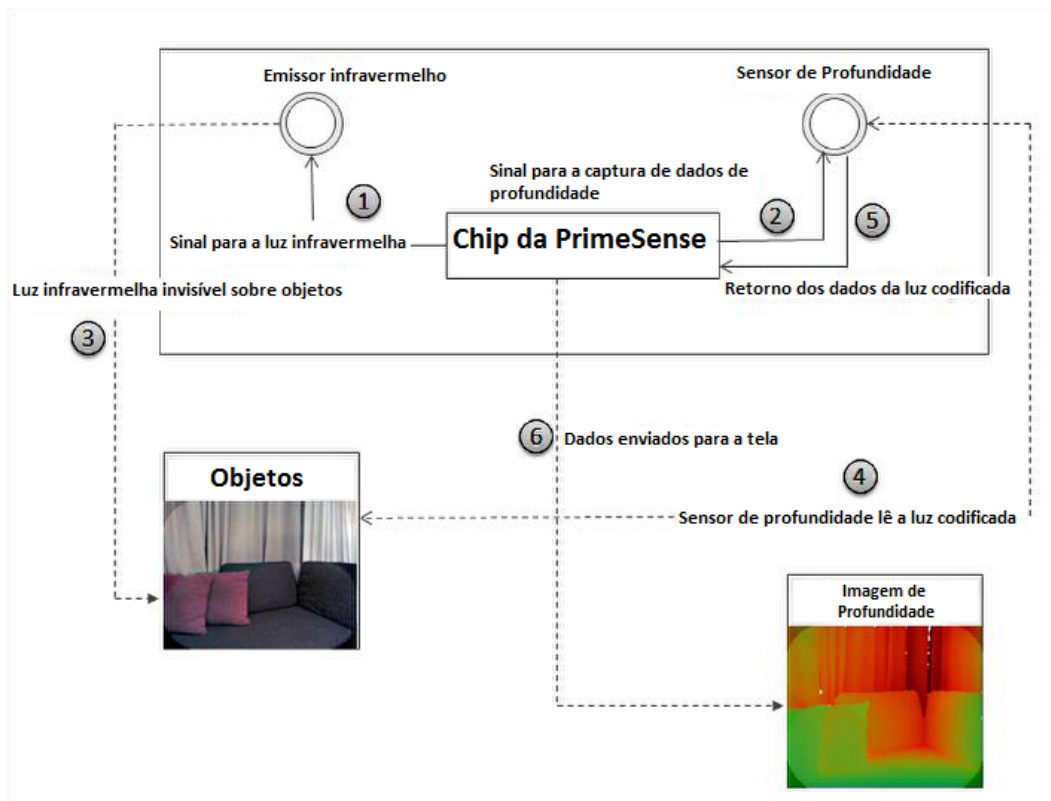 Emissor infravermelho
Sensor de Profundidade
Sinal para a captura de dados de
profundidade
1
2
5
Sinal para a luz infravermelha
Chip da PrimeSense
Luz infravermelha invisível sobre objetos
Retorno dos dados da luz codificada
3
6
Dados enviados para a tela
Objetos
4
Sensor de profundidade lê a luz codificada
Imagem de
Profundidade